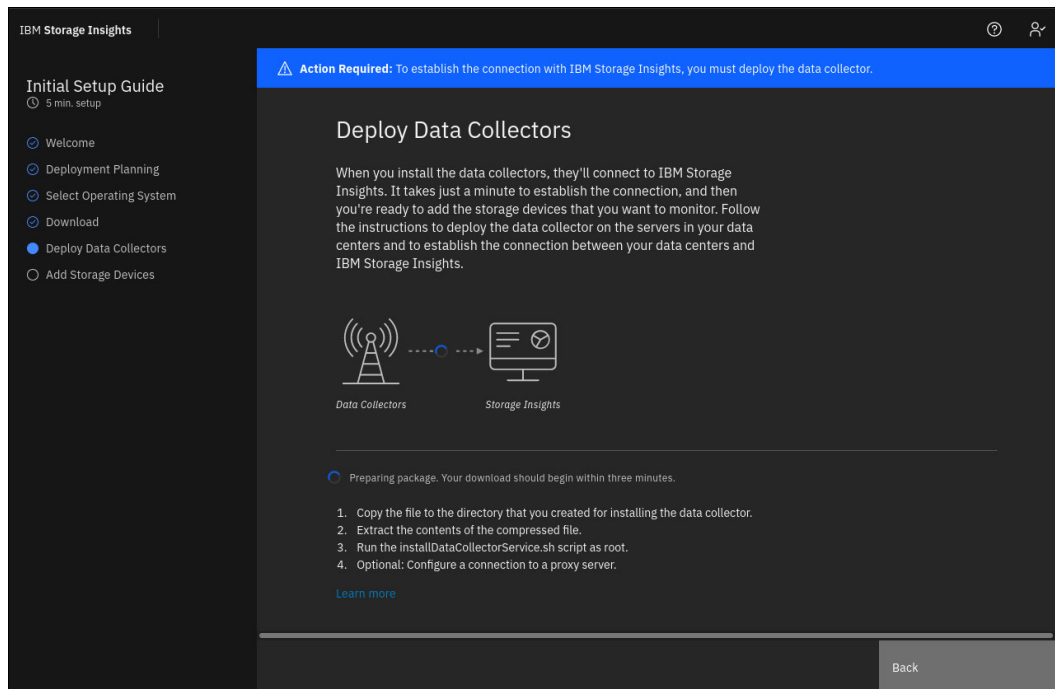 IBM Storage Insights
Initial Setup Guide
5 min. setup
Welcome
Deployment Planning
Select Operating System
Download
Deploy Data Collectors
Add Storage Devices
Action Required: To establish the connection with IBM Storage Insights, you must deploy the data collector.
Deploy Data Collectors
When you install the data collectors, they'll connect to IBM Storage
Insights. It takes just a minute to establish the connection, and then
you're ready to add the storage devices that you want to monitor. Follow
the instructions to deploy the data collector on the servers in your data
centers and to establish the connection between your data centers and
IBM Storage Insights.
Data Collectors
Storage Insights
Preparing package. Your download should begin within three minutes.
1. Copy the file to the directory that you created for installing the data collector.
2. Extract the contents of the compressed file.
3. Run the installDataCollectorService.sh script as root.
4. Optional: Configure a connection to a proxy server.
Learn more
Back